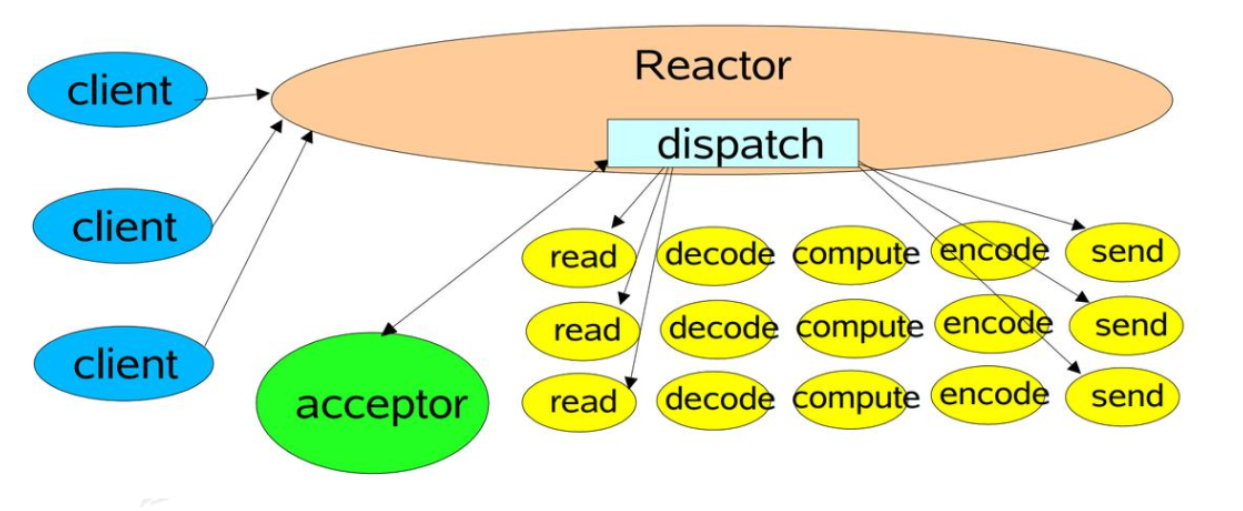 Reactor
client
dispatch
client
read decode compute encode send
read decode compute encode send
client
acceptor
read decode compute encode send